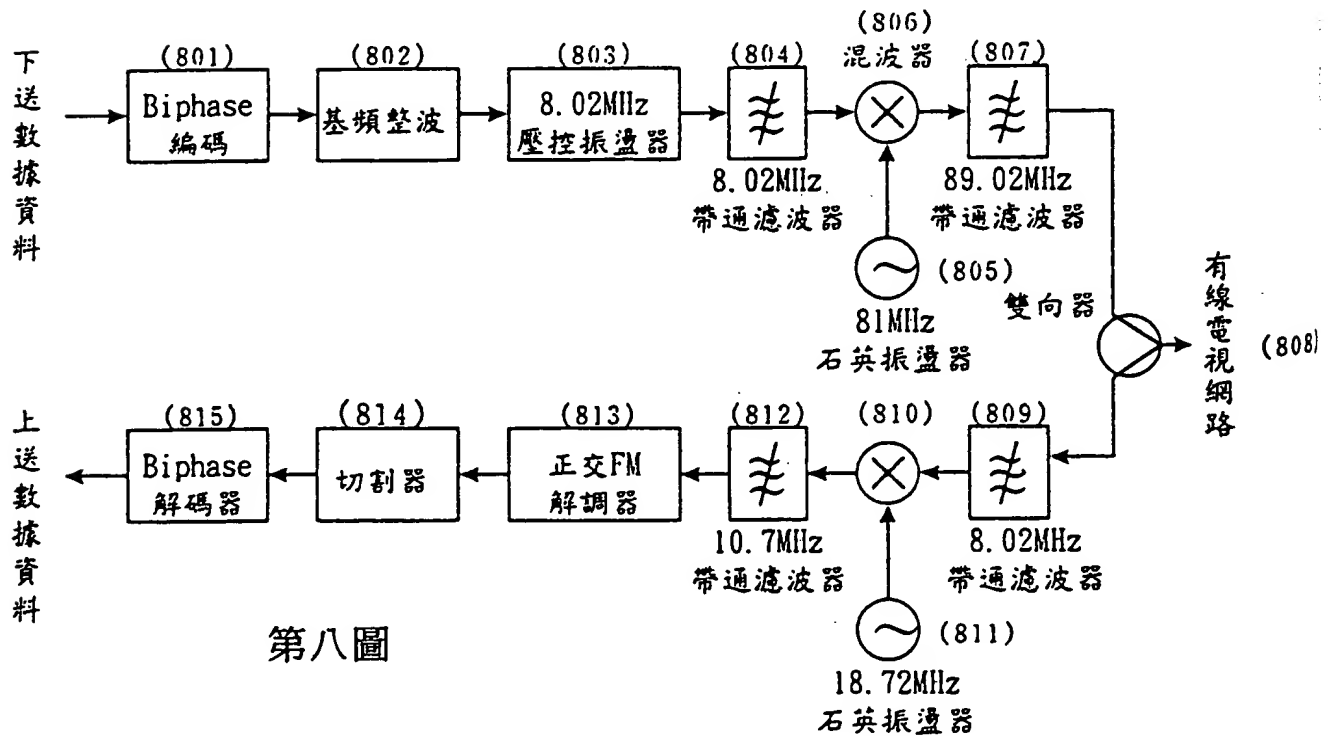 下送數據資料
(801)
Biphase
編碼
(802)
基頻整波
(803)
8.02MHz
壓控振盪器
(804)
8.02MHz
帶通濾波器
(806)
混波器
(805)
81MHz
石英振盪器
(807)
89.02MHz
帶通濾波器
雙向器
有線電視網路
(808)
上送數據資料
(815)
Biphase
解碼器
(814)
切割器
(813)
正交FM
解調器
(812)
10.7MHz
帶通濾波器
(810)
(811)
18.72MHz
石英振盪器
(809)
8.02MHz
帶通濾波器
第八圖